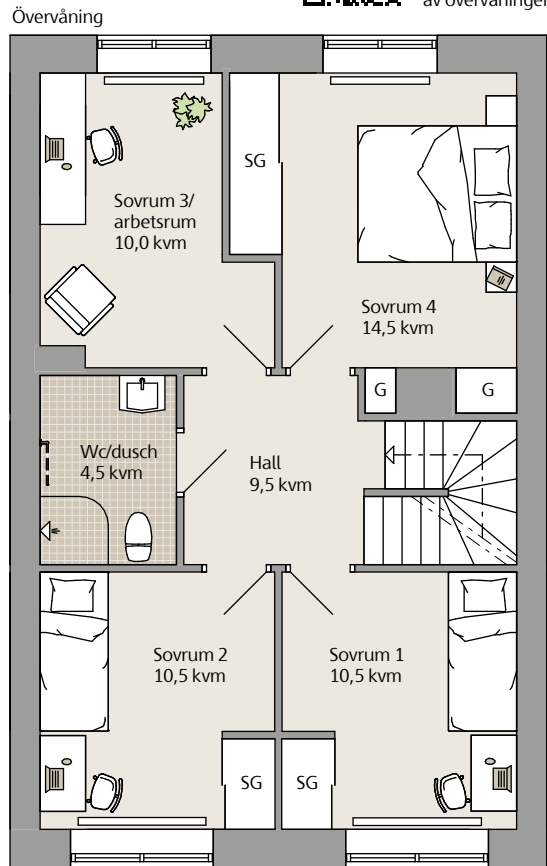 av övervåningen
Övervåning
SG
Sovrum 3/
arbetsrum
10,0 kvm
Sovrum 4
14,5 kvm
G
G
Wc/dusch
4,5 kvm
Hall
9,5 kvm
Sovrum 2
10,5 kvm
Sovrum 1
10,5 kvm
SG
SG